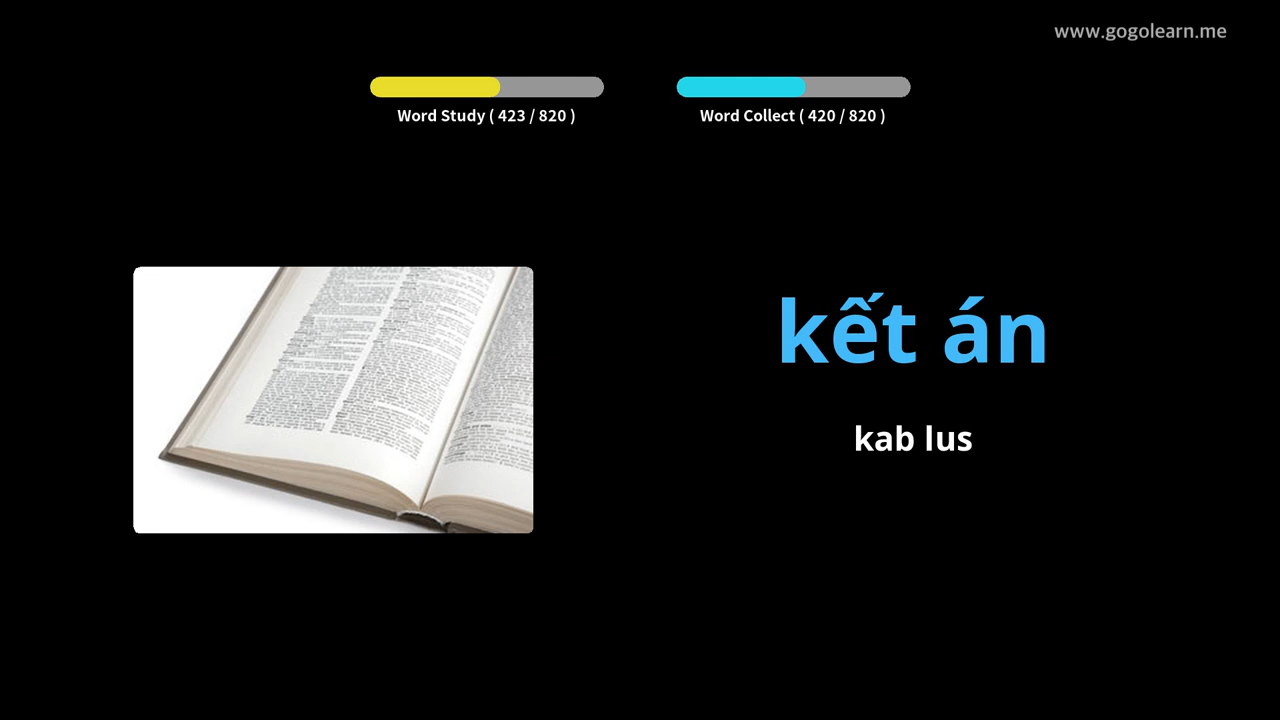 www.gogolearn.me
Word Study ( 423 / 820 )
Word Collect ( 420 / 820 )
kết án
kab lus